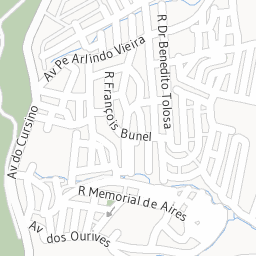 R Dr Benedito Tolosa
Av Pe Arlindo Vieira
R François Bunel
Av do Cursino
R Memorial de Aires
Av dos Ourives